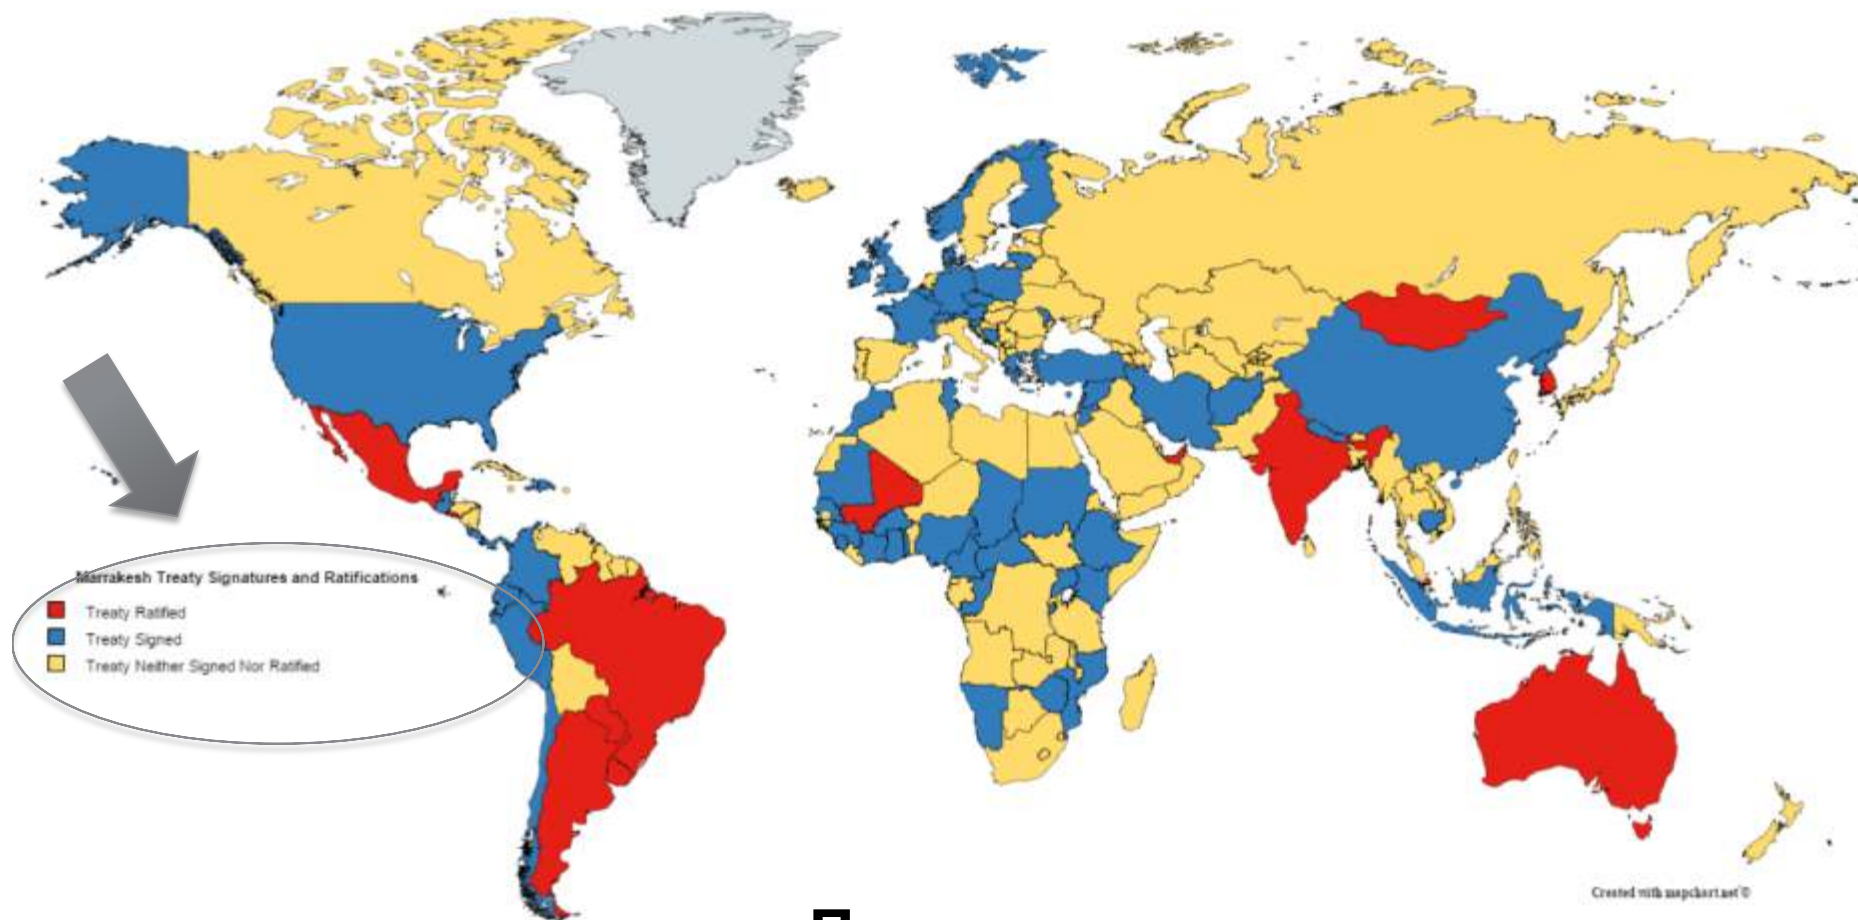 Marrakesh Treaty Signatures and Ratifications
Treaty Ratified
Treaty Signed
Treaty Neither Signed Nor Ratified
Created with mapchart.net ©